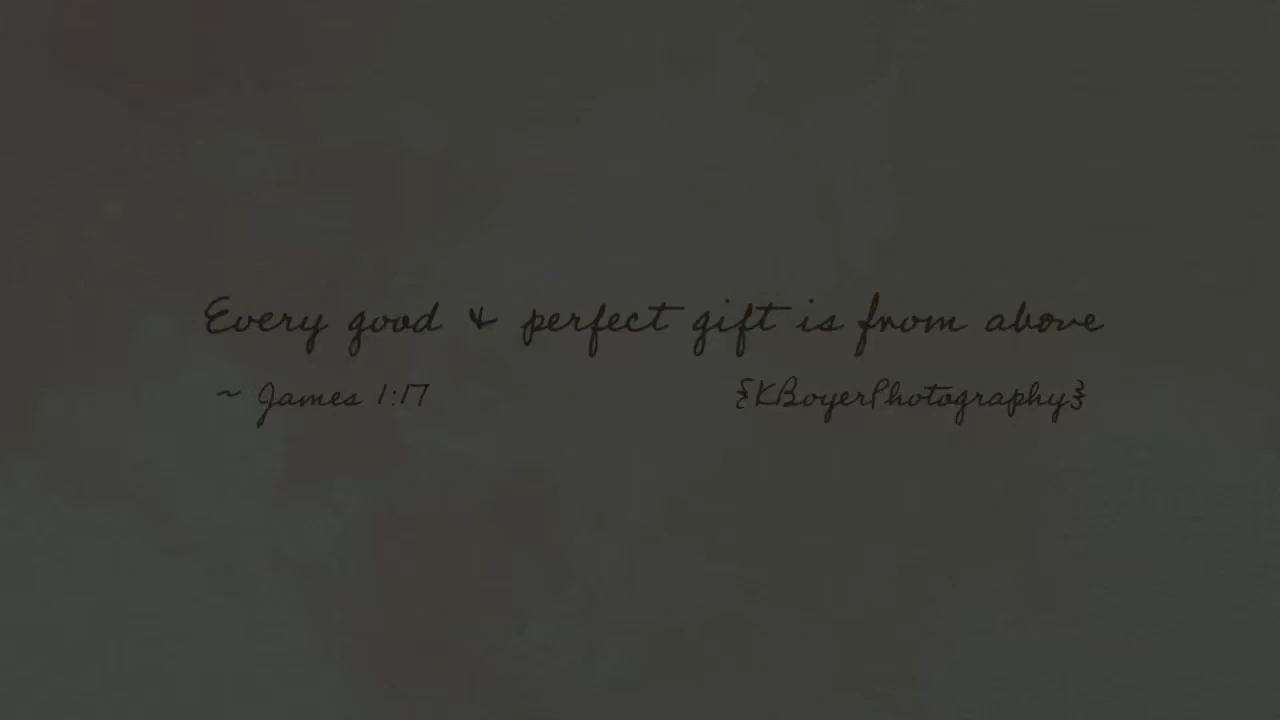 Every good & perfect gift is from above
~ James 1:17
{KBoyerPhotography}